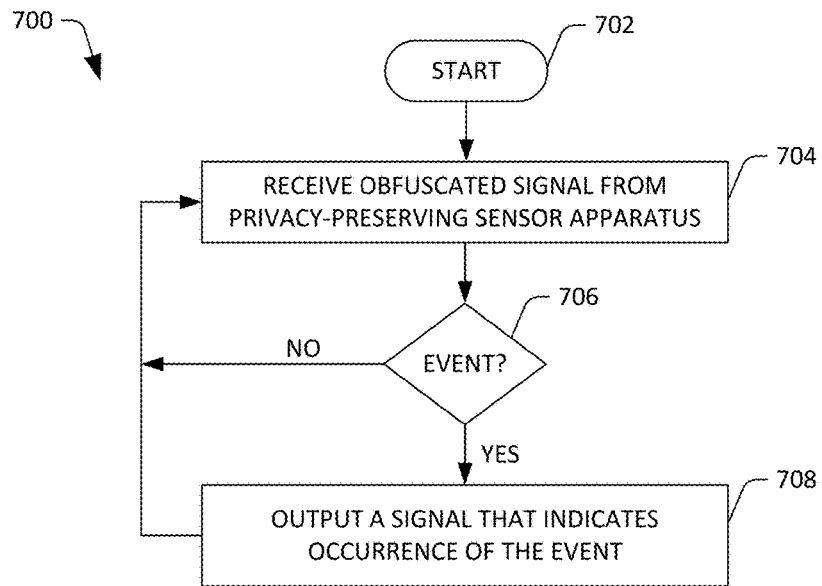 700
702
START
704
RECEIVE OBFUSCATED SIGNAL FROM
PRIVACY-PRESERVING SENSOR APPARATUS
706
EVENT?
NO
YES
708
OUTPUT A SIGNAL THAT INDICATES
OCCURRENCE OF THE EVENT